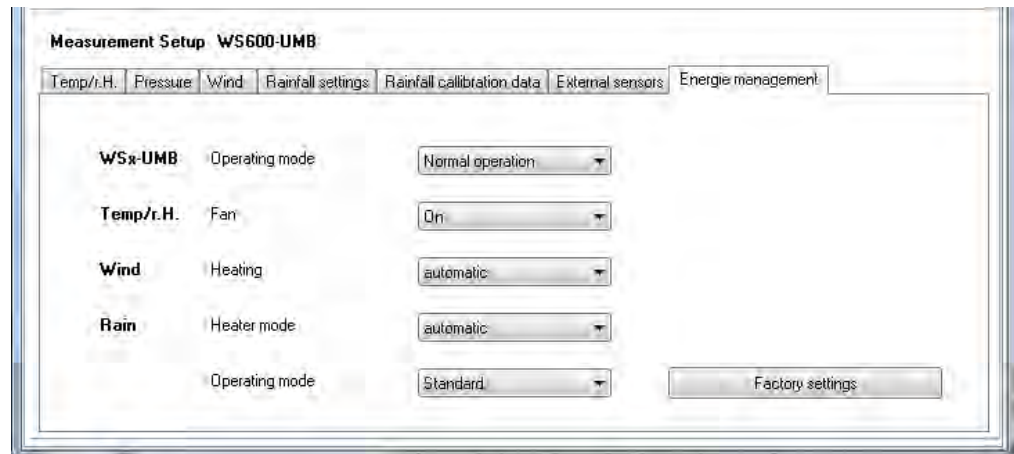 Measurement Setup WS600-UMB
Temp/r.H. Pressure Wind Rainfall settings Rainfall callibration data External sensors Energie management
WSx-UMB Operating mode Normal operation
Temp/r.H. Fan On
Wind Heating automatic
Rain Heater mode automatic
Operating mode Standard Factory settings